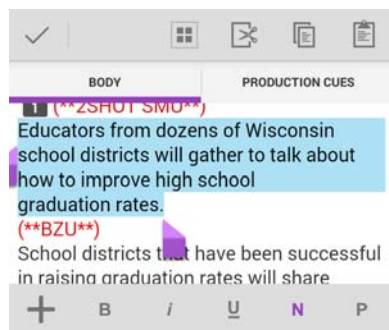 BODY PRODUCTION CUES
1 (**2SHOT SMU**)
Educators from dozens of Wisconsin
school districts will gather to talk about
how to improve high school
graduation rates.
(**BZU**)
School districts that have been successful
in raising graduation rates will share
B i U N P